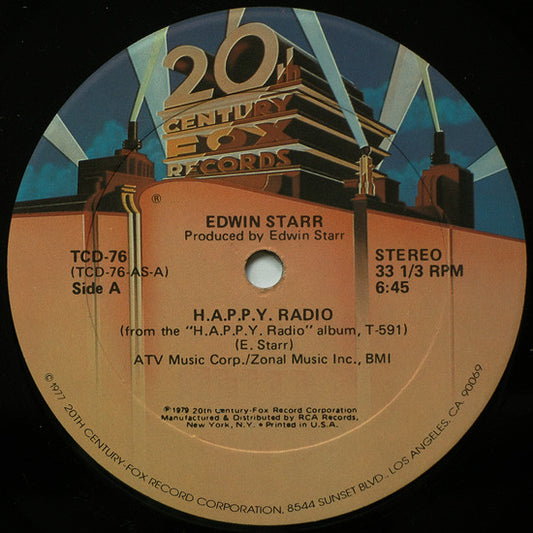 20th
CENTURY
FOX
RECORDS
®
EDWIN STARR
Produced by Edwin Starr
TCD-76
(TCD-76-AS-A)
Side A
STEREO
33 1/3 RPM
6:45
H.A.P.P.Y. RADIO
(from the "H.A.P.P.Y. Radio" album, T-591)
(E. Starr)
ATV Music Corp./Zonal Music Inc., BMI
℗1979 20th Century-Fox Record Corporation
Manufactured & Distributed by RCA Records,
New York, N.Y. • Printed in U.S.A.
©1977 20TH CENTURY-FOX RECORD CORPORATION, 8544 SUNSET BLVD., LOS ANGELES, CA. 90069